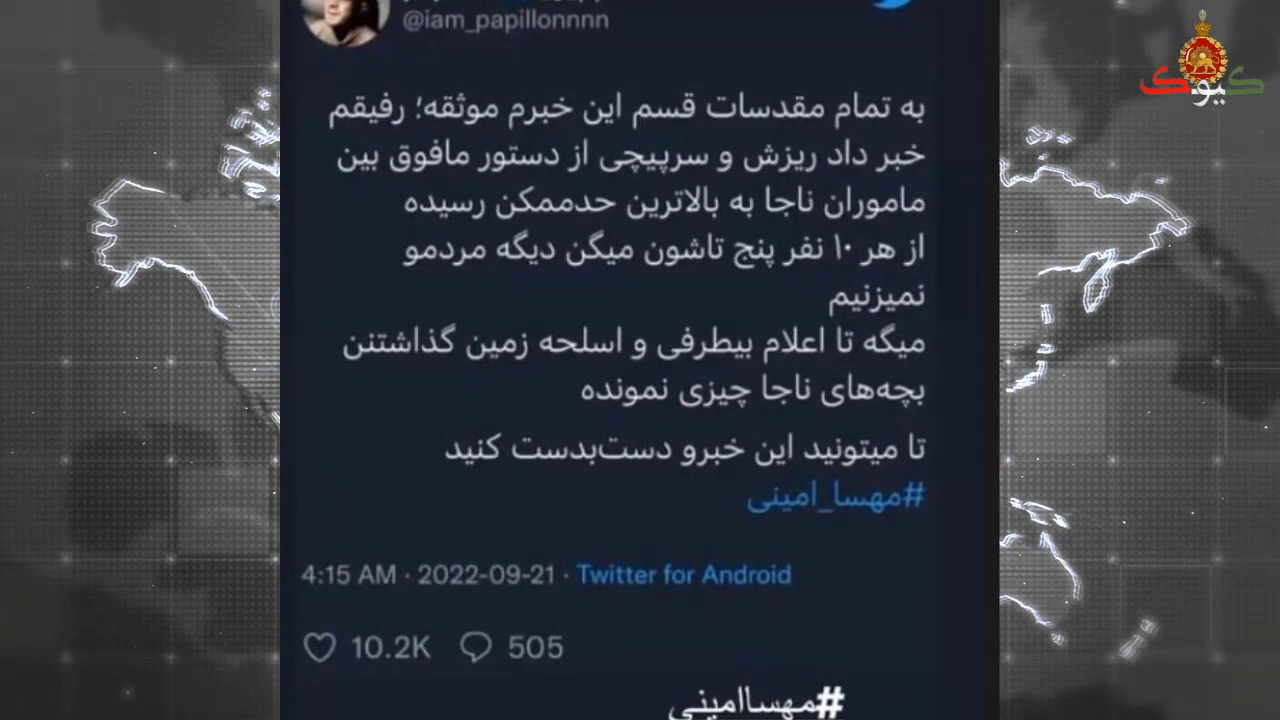 @iam_papillonnnn
کیوک
به تمام مقدسات قسم این خبرم موثقه؛ رفیقم
خبر داد ریزش و سرپیچی از دستور مافوق بین
ماموران ناجا به بالاترین حدممکن رسیده
از هر ۱۰ نفر پنج تاشون میگن دیگه مردمو
نمیزنیم
میگه تا اعلام بیطرفی و اسلحه زمین گذاشتنن
بچه‌های ناجا چیزی نمونده
تا میتونید این خبرو دست‌بدست کنید
#مهسا_امینی
4:15 AM · 2022-09-21 · Twitter for Android
10.2K 505
#مهساامینی